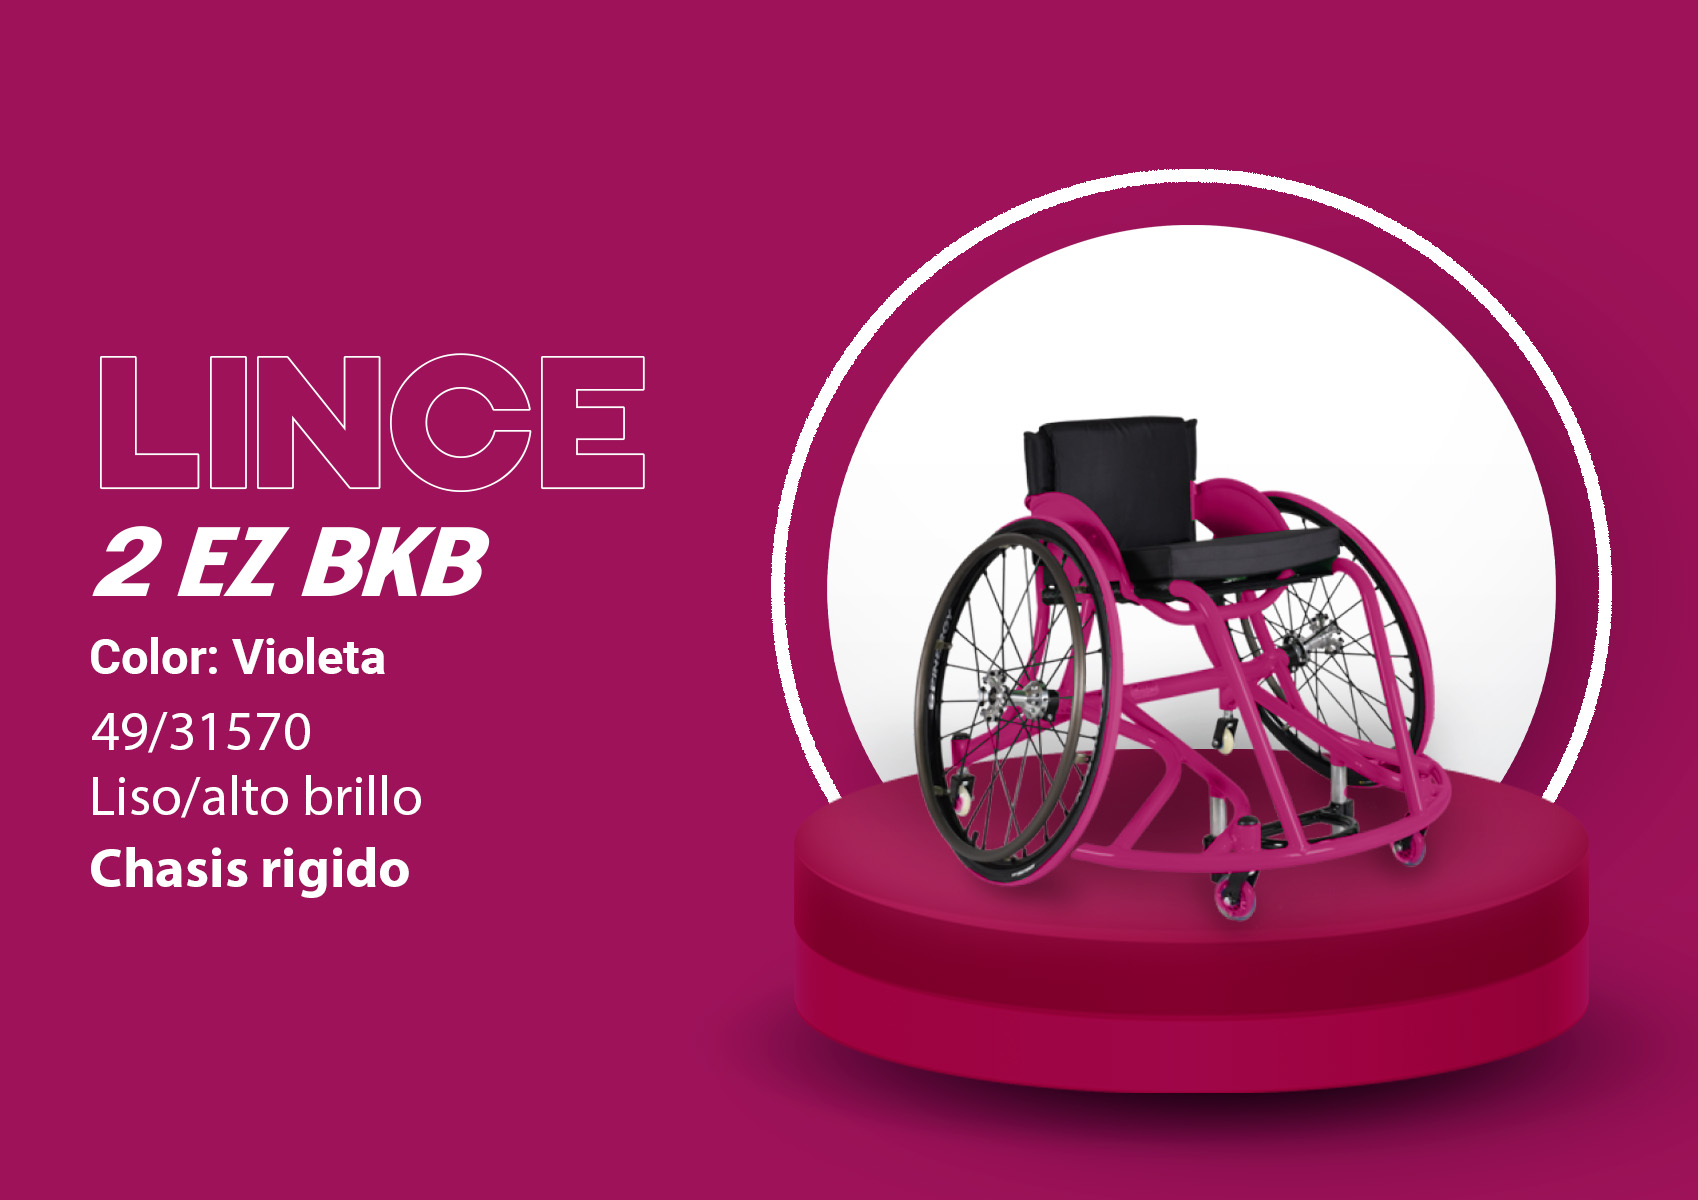 LINCE
2 EZ BKB
Color: Violeta
49/31570
Liso/alto brillo
Chasis rigido